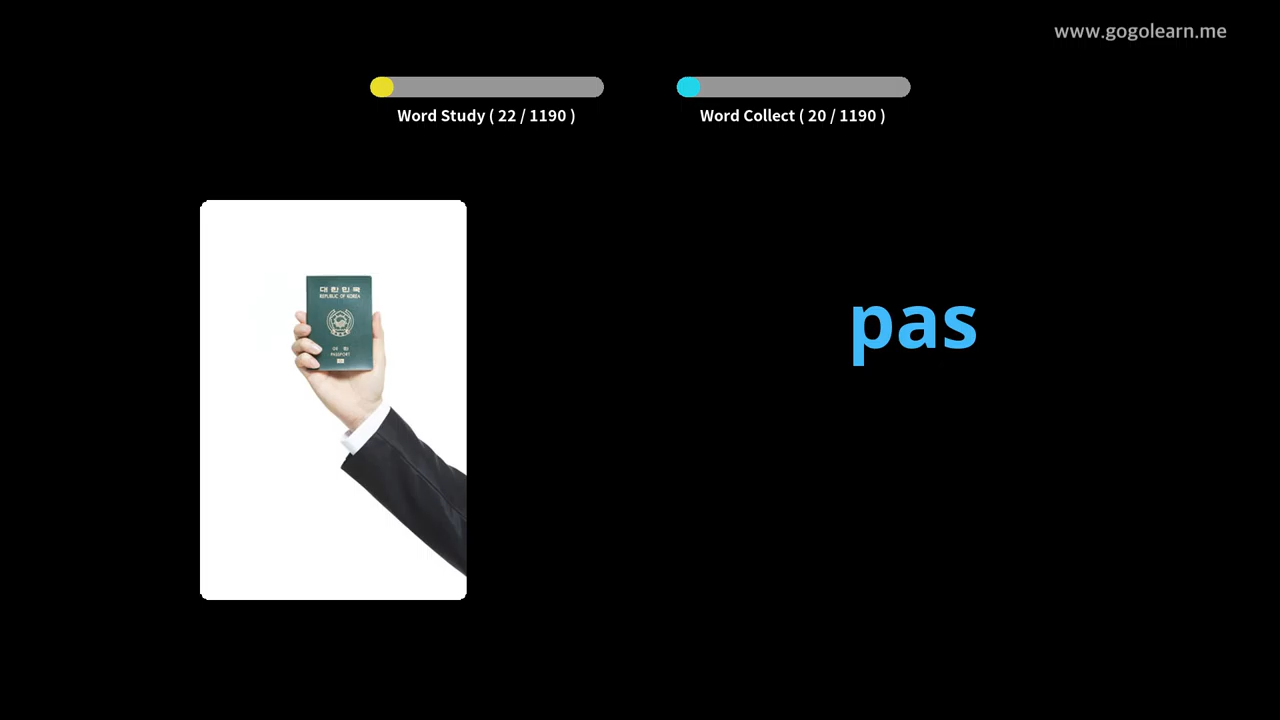 www.gogolearn.me
Word Study ( 22 / 1190 )
Word Collect ( 20 / 1190 )
대한민국
REPUBLIC OF KOREA
여권
PASSPORT
pas